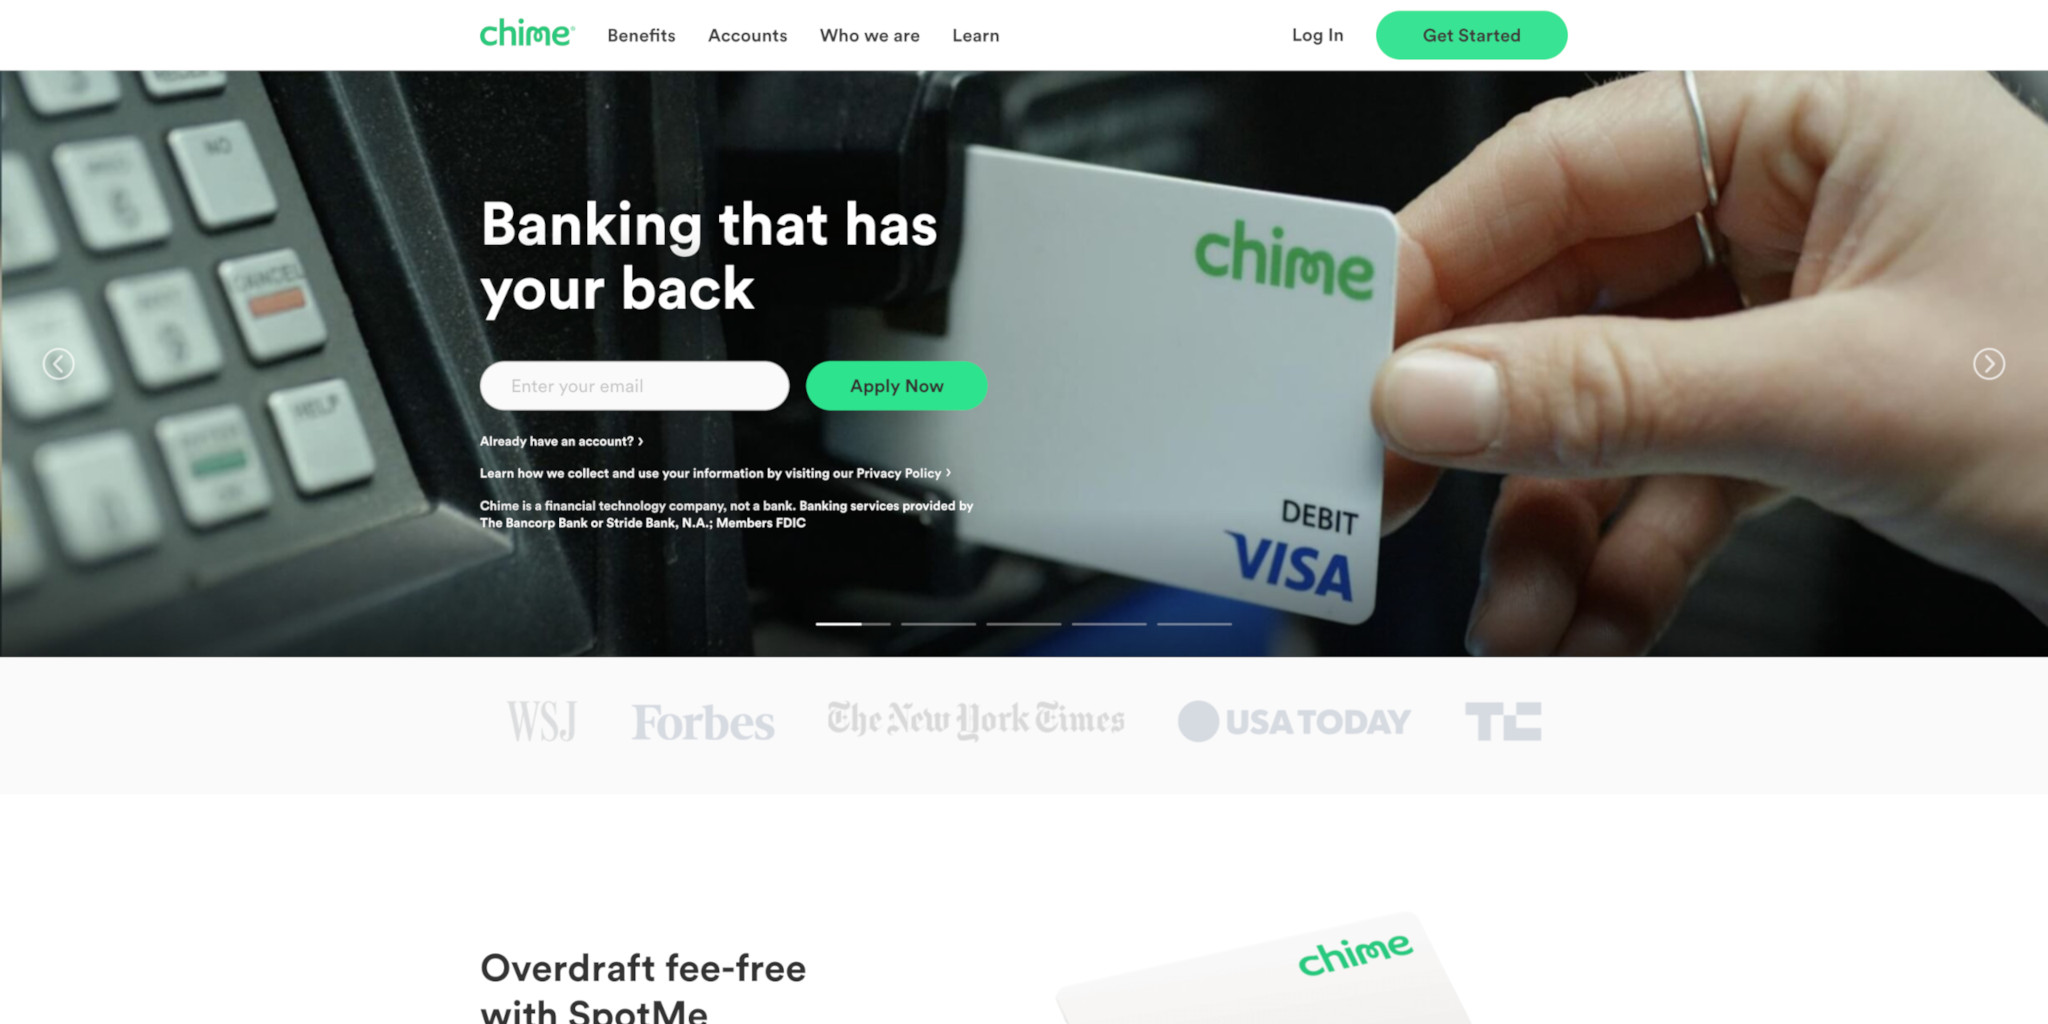 chime
Benefits Accounts Who we are Learn Log In Get Started
NO
CANCEL
HELP
Banking that has
your back
Enter your email Apply Now
Already have an account? ›
Learn how we collect and use your information by visiting our Privacy Policy ›
Chime is a financial technology company, not a bank. Banking services provided by
The Bancorp Bank or Stride Bank, N.A.; Members FDIC
chime
DEBIT
VISA
WSJ Forbes The New York Times USA TODAY TC
Overdraft fee-free
with SpotMe
chime